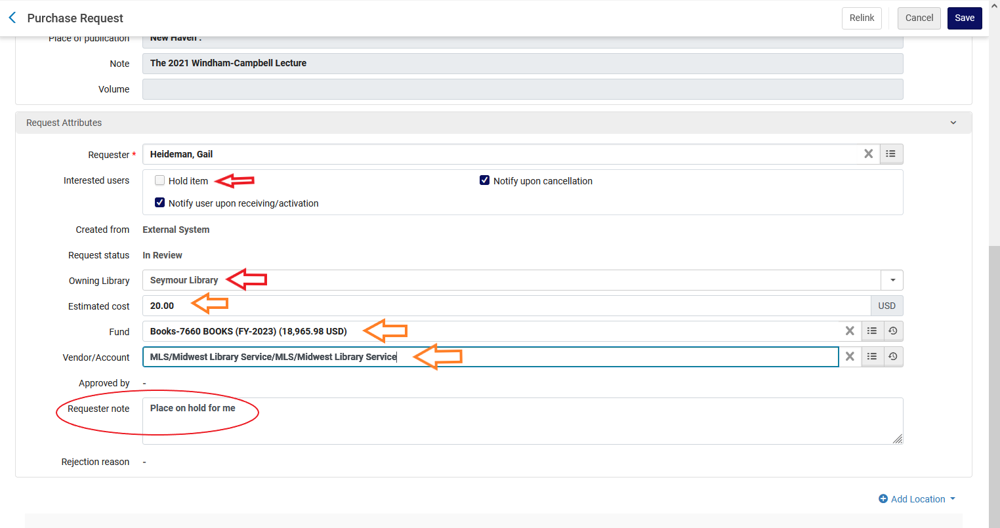 Purchase Request
Relink
Cancel
Save
Place of publication
New Haven :
Note
The 2021 Windham-Campbell Lecture
Volume
Request Attributes
Requester *
Heideman, Gail
Interested users
Hold item
Notify upon cancellation
Notify user upon receiving/activation
Created from
External System
Request status
In Review
Owning Library
Seymour Library
Estimated cost
20.00
USD
Fund
Books-7660 BOOKS (FY-2023) (18,965.98 USD)
Vendor/Account
MLS/Midwest Library Service/MLS/Midwest Library Service
Approved by
-
Requester note
Place on hold for me
Rejection reason
-
Add Location